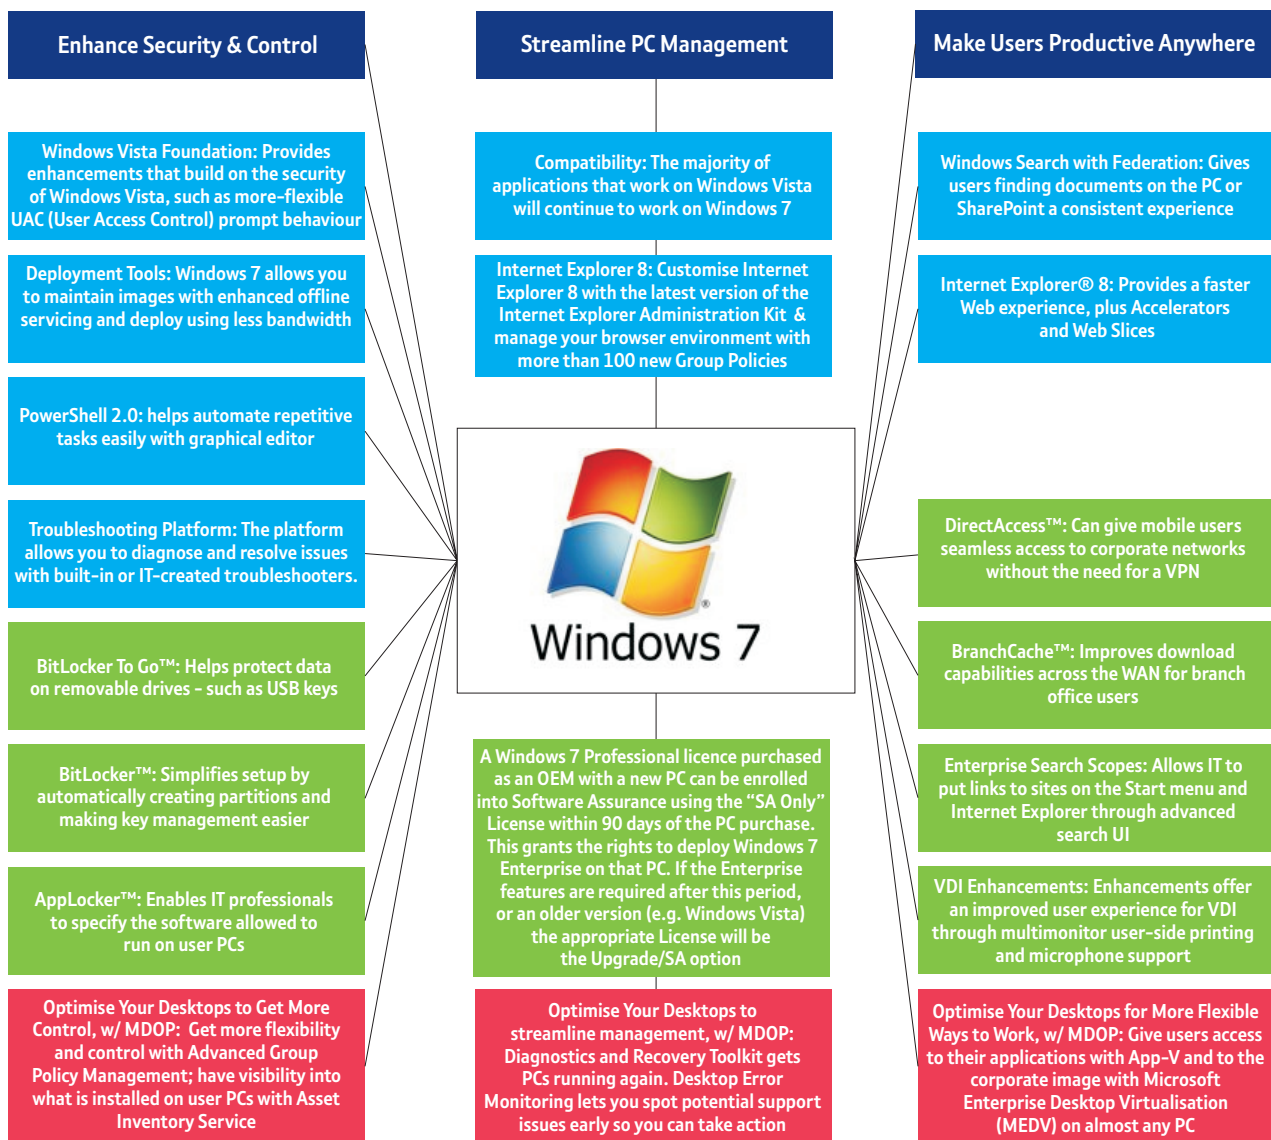 Enhance Security & Control
Windows Vista Foundation: Provides
enhancements that build on the security
of Windows Vista, such as more-flexible
UAC (User Access Control) prompt behaviour
Deployment Tools: Windows 7 allows you
to maintain images with enhanced offline
servicing and deploy using less bandwidth
PowerShell 2.0: helps automate repetitive
tasks easily with graphical editor
Troubleshooting Platform: The platform
allows you to diagnose and resolve issues
with built-in or IT-created troubleshooters.
BitLocker To Go™: Helps protect data
on removable drives - such as USB keys
BitLocker™: Simplifies setup by
automatically creating partitions and
making key management easier
AppLocker™: Enables IT professionals
to specify the software allowed to
run on user PCs
Optimise Your Desktops to Get More
Control, w/ MDOP: Get more flexibility
and control with Advanced Group
Policy Management; have visibility into
what is installed on user PCs with Asset
Inventory Service
Streamline PC Management
Compatibility: The majority of
applications that work on Windows Vista
will continue to work on Windows 7
Internet Explorer 8: Customise Internet
Explorer 8 with the latest version of the
Internet Explorer Administration Kit &
manage your browser environment with
more than 100 new Group Policies
®
Windows 7
A Windows 7 Professional licence purchased
as an OEM with a new PC can be enrolled
into Software Assurance using the “SA Only”
License within 90 days of the PC purchase.
This grants the rights to deploy Windows 7
Enterprise on that PC. If the Enterprise
features are required after this period,
or an older version (e.g. Windows Vista)
the appropriate License will be
the Upgrade/SA option
Optimise Your Desktops to
streamline management, w/ MDOP:
Diagnostics and Recovery Toolkit gets
PCs running again. Desktop Error
Monitoring lets you spot potential support
issues early so you can take action
Make Users Productive Anywhere
Windows Search with Federation: Gives
users finding documents on the PC or
SharePoint a consistent experience
Internet Explorer® 8: Provides a faster
Web experience, plus Accelerators
and Web Slices
DirectAccess™: Can give mobile users
seamless access to corporate networks
without the need for a VPN
BranchCache™: Improves download
capabilities across the WAN for branch
office users
Enterprise Search Scopes: Allows IT to
put links to sites on the Start menu and
Internet Explorer through advanced
search UI
VDI Enhancements: Enhancements offer
an improved user experience for VDI
through multimonitor user-side printing
and microphone support
Optimise Your Desktops for More Flexible
Ways to Work, w/ MDOP: Give users access
to their applications with App-V and to the
corporate image with Microsoft
Enterprise Desktop Virtualisation
(MEDV) on almost any PC